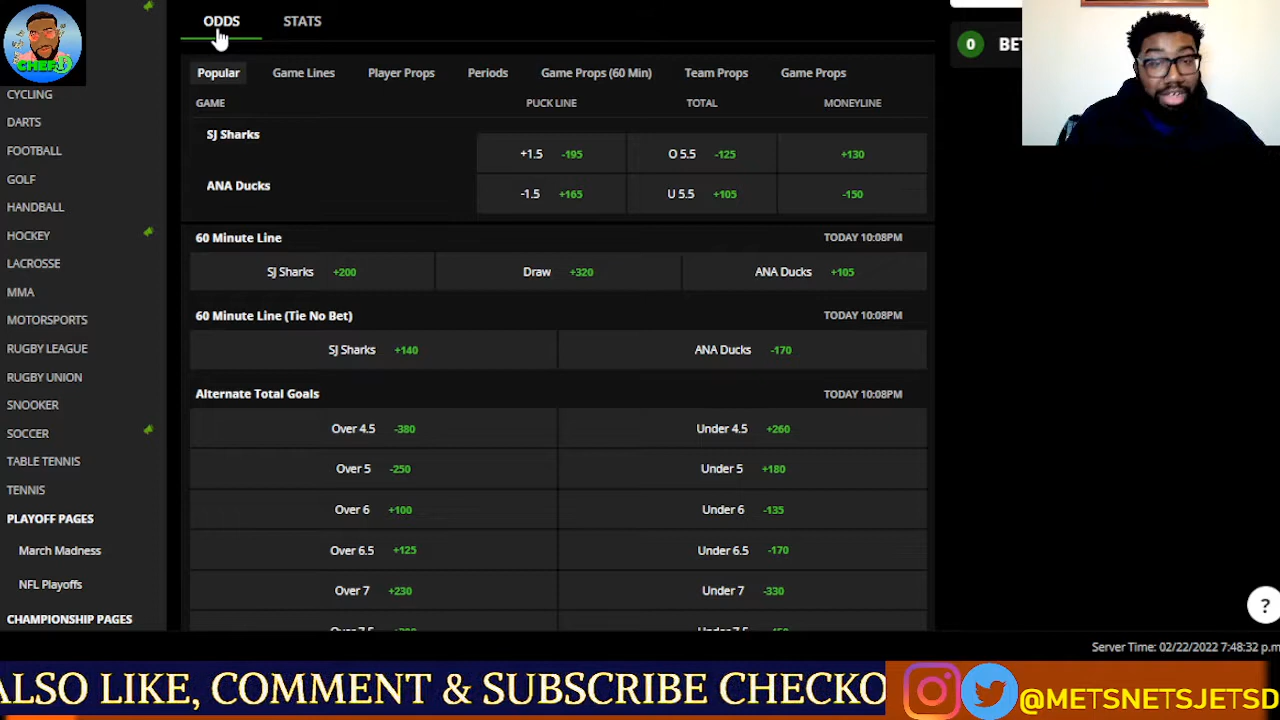 ODDS STATS
CHEF
0 BET
Popular Game Lines Player Props Periods Game Props (60 Min) Team Props Game Props
GAME PUCK LINE TOTAL MONEYLINE
SJ Sharks
+1.5 -195 O 5.5 -125 +130
ANA Ducks
-1.5 +165 U 5.5 +105 -150
60 Minute Line TODAY 10:08PM
SJ Sharks +200 Draw +320 ANA Ducks +105
60 Minute Line (Tie No Bet) TODAY 10:08PM
SJ Sharks +140 ANA Ducks -170
Alternate Total Goals TODAY 10:08PM
Over 4.5 -380 Under 4.5 +260
Over 5 -250 Under 5 +180
Over 6 +100 Under 6 -135
Over 6.5 +125 Under 6.5 -170
Over 7 +230 Under 7 -330
CYCLING
DARTS
FOOTBALL
GOLF
HANDBALL
HOCKEY
LACROSSE
MMA
MOTORSPORTS
RUGBY LEAGUE
RUGBY UNION
SNOOKER
SOCCER
TABLE TENNIS
TENNIS
PLAYOFF PAGES
March Madness
NFL Playoffs
CHAMPIONSHIP PAGES
?
Server Time: 02/22/2022 7:48:32 p.m
ALSO LIKE, COMMENT & SUBSCRIBE CHECKO
@METSNETSJETSD